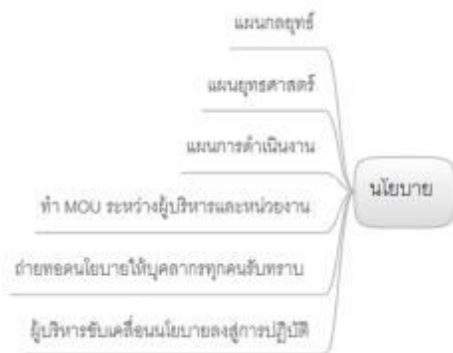 แผนกลยุทธ์
แผนยุทธศาสตร์
แผนการดำเนินงาน
ทำ MOU ระหว่างผู้บริหารและหน่วยงาน
ถ่ายทอดนโยบายให้บุคลากรทุกคนรับทราบ
ผู้บริหารขับเคลื่อนนโยบายลงสู่การปฏิบัติ
นโยบาย